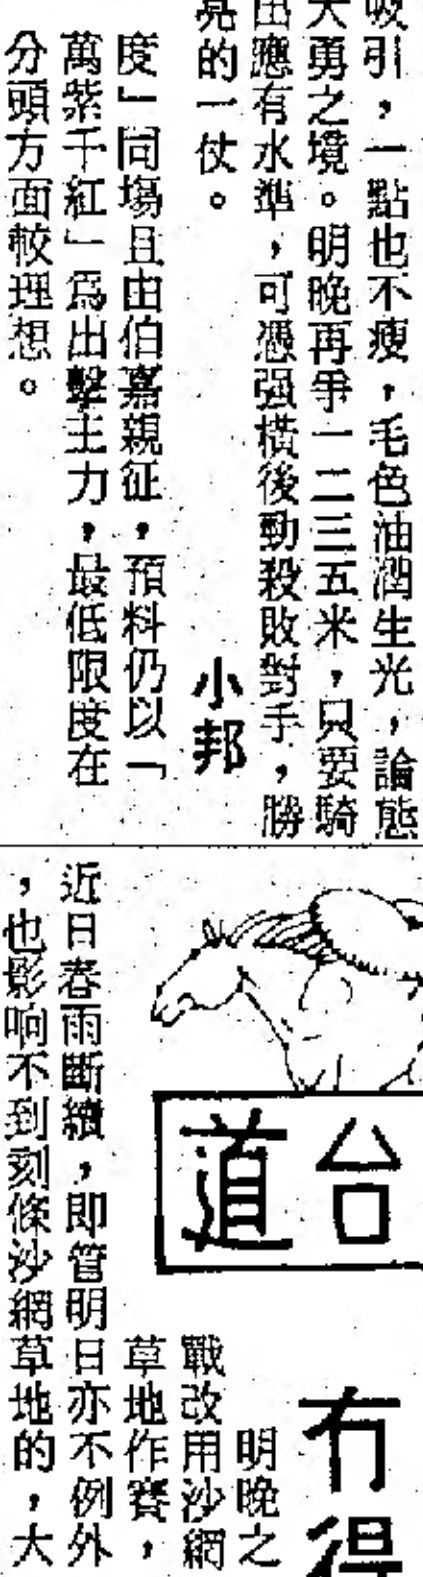 吸引，一點也不瘦，毛色油潤生光，論態
大勇之境。明晚再爭一二三五米，只要騎
出應有水準，可憑强橫後勁殺敗對手，勝
亮的一仗。
小邦
度」同場且由伯嘉親征，預料仍以「
萬紫千紅」爲出擊主力，最低限度在
分頭方面較理想。
台道
冇得
明晚之
戰改用沙網
草地作賽，
近日春雨斷續，即管明日亦不例外
，也影响不到刻條沙網草地的，大